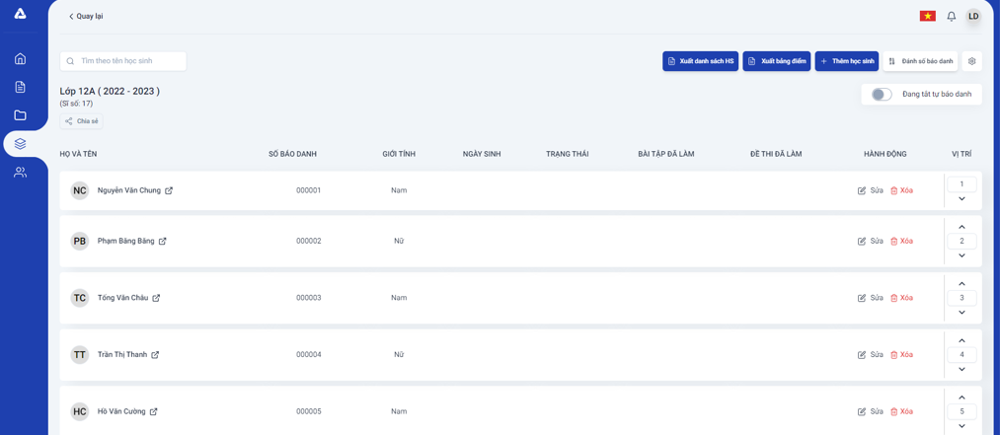 Quay lại
LD
Tìm theo tên học sinh
Xuất danh sách HS
Xuất bảng điểm
Thêm học sinh
Đánh số báo danh
Lớp 12A ( 2022 - 2023 )
(Sĩ số: 17)
Đang tắt tự báo danh
Chia sẻ
HỌ VÀ TÊN SỐ BÁO DANH GIỚI TÍNH NGÀY SINH TRẠNG THÁI BÀI TẬP ĐÃ LÀM ĐỀ THI ĐÃ LÀM HÀNH ĐỘNG VỊ TRÍ
NC Nguyễn Văn Chung 000001 Nam Sửa Xóa 1
PB Phạm Băng Băng 000002 Nữ Sửa Xóa 2
TC Tống Văn Châu 000003 Nam Sửa Xóa 3
TT Trần Thị Thanh 000004 Nữ Sửa Xóa 4
HC Hồ Văn Cường 000005 Nam Sửa Xóa 5